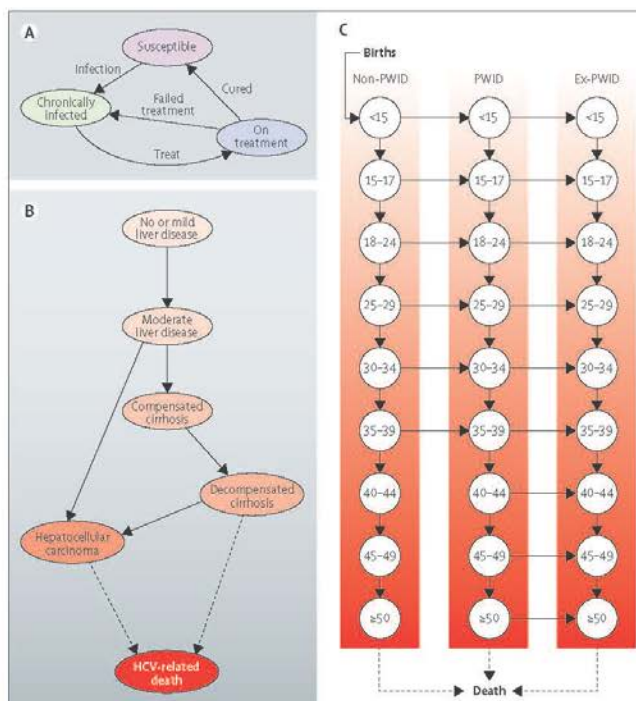 A
Susceptible
Infection
Cured
Chronically
infected
Failed
treatment
On
treatment
Treat
B
No or mild
liver disease
Moderate
liver disease
Compensated
cirrhosis
Decompensated
cirrhosis
Hepatocellular
carcinoma
HCV-related
death
C
Births
Non-PWID PWID Ex-PWID
<15 <15 <15
15–17 15–17 15–17
18–24 18–24 18–24
25–29 25–29 25–29
30–34 30–34 30–34
35–39 35–39 35–39
40–44 40–44 40–44
45–49 45–49 45–49
≥50 ≥50 ≥50
Death